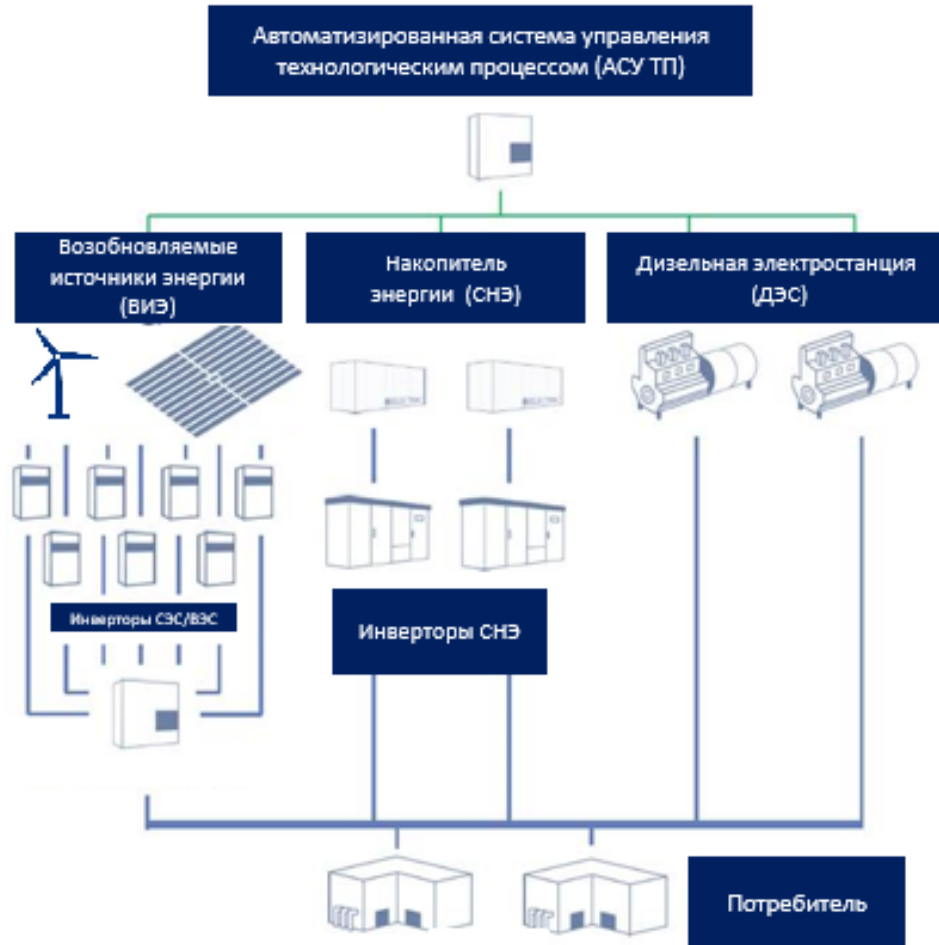 Автоматизированная система управления
технологическим процессом (АСУ ТП)
Возобновляемые
источники энергии
(ВИЭ)
Накопитель
энергии (СНЭ)
Дизельная электростанция
(ДЭС)
Инверторы СЭС/ВЭС
Инверторы СНЭ
Потребитель